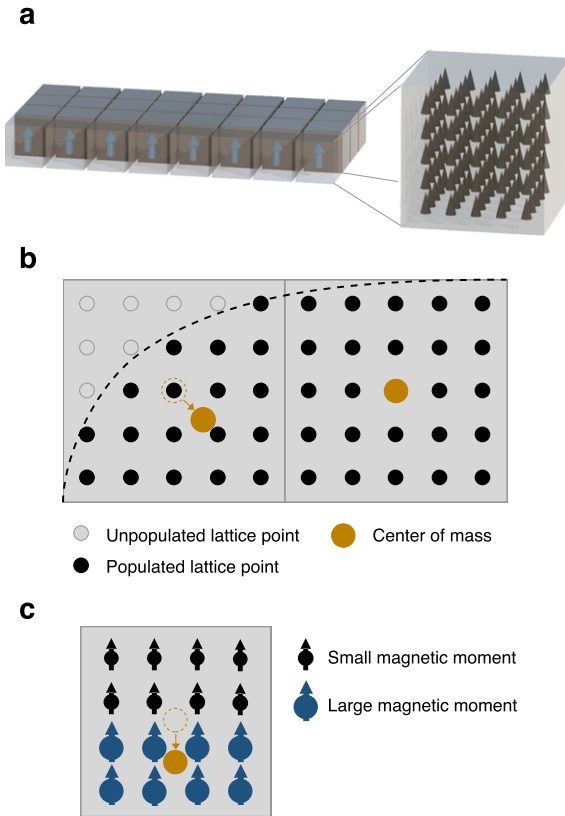 a
b
Unpopulated lattice point
Center of mass
Populated lattice point
c
Small magnetic moment
Large magnetic moment